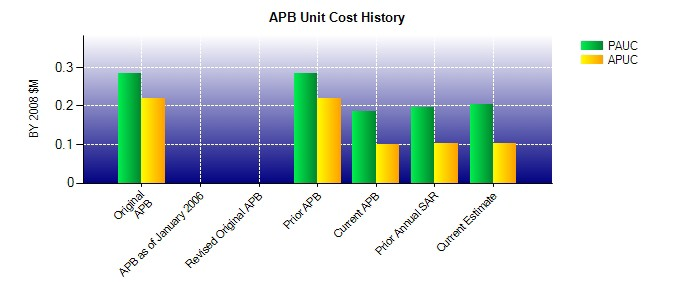 APB Unit Cost History
PAUC
APUC
BY 2008 $M
0.3
0.2
0.1
0
Original
APB
APB as of January 2006
Revised Original APB
Prior APB
Current APB
Prior Annual SAR
Current Estimate